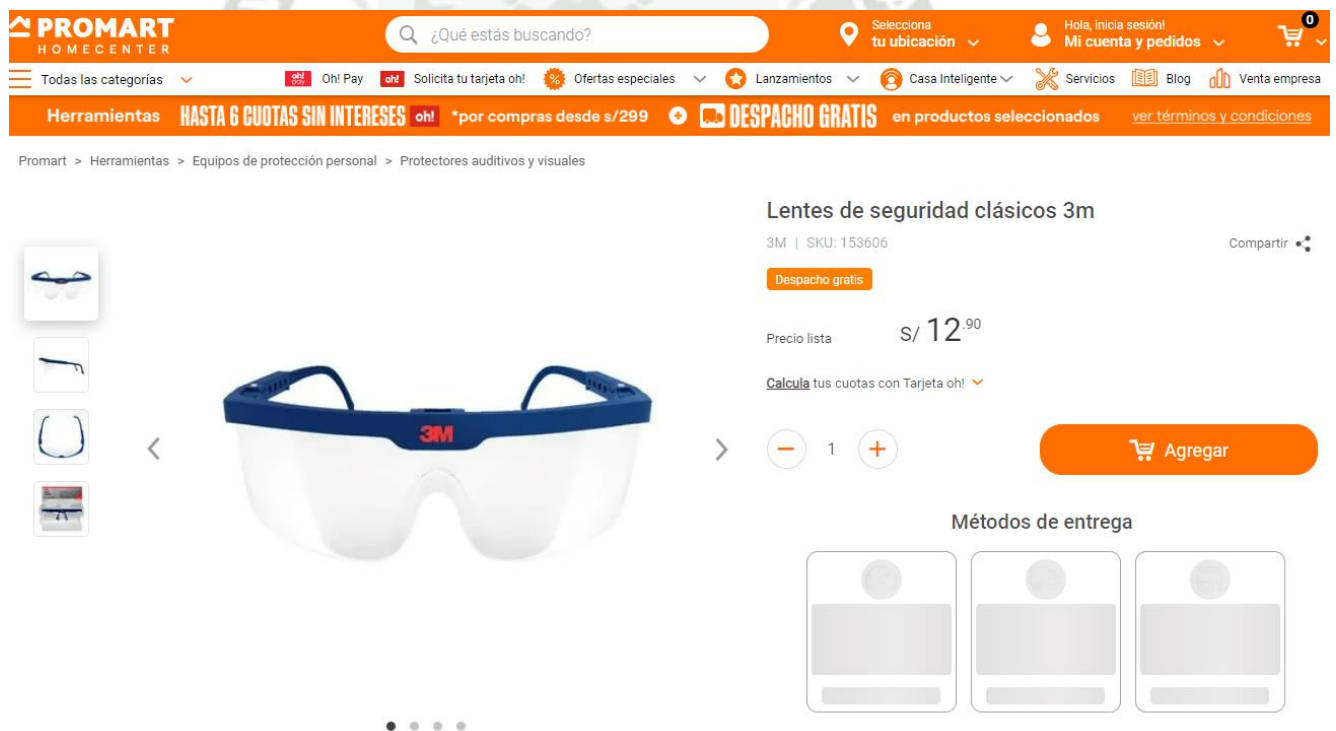 PROMART
HOMECENTER
¿Qué estás buscando?
Selecciona
tu ubicación
Hola, inicia sesión!
Mi cuenta y pedidos
0
Todas las categorías
oh! pay
Oh! Pay
oh!
Solicita tu tarjeta oh!
Ofertas especiales
Lanzamientos
Casa Inteligente
Servicios
Blog
Venta empresa
Herramientas HASTA 6 CUOTAS SIN INTERESES oh! *por compras desde s/299 DESPACHO GRATIS en productos seleccionados ver términos y condiciones
Promart > Herramientas > Equipos de protección personal > Protectores auditivos y visuales
Lentes de seguridad clásicos 3m
3M | SKU: 153606
Compartir
Despacho gratis
Precio lista
S/ 12.90
Calcula tus cuotas con Tarjeta oh!
3M
1
Agregar
Métodos de entrega